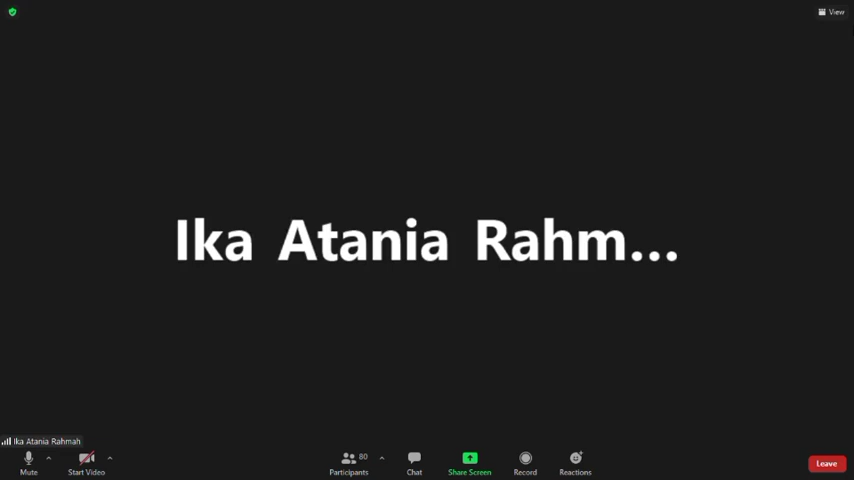 View
Ika Atania Rahm...
Ika Atania Rahmah
Mute
Start Video
80
Participants
Chat
Share Screen
Record
Reactions
Leave